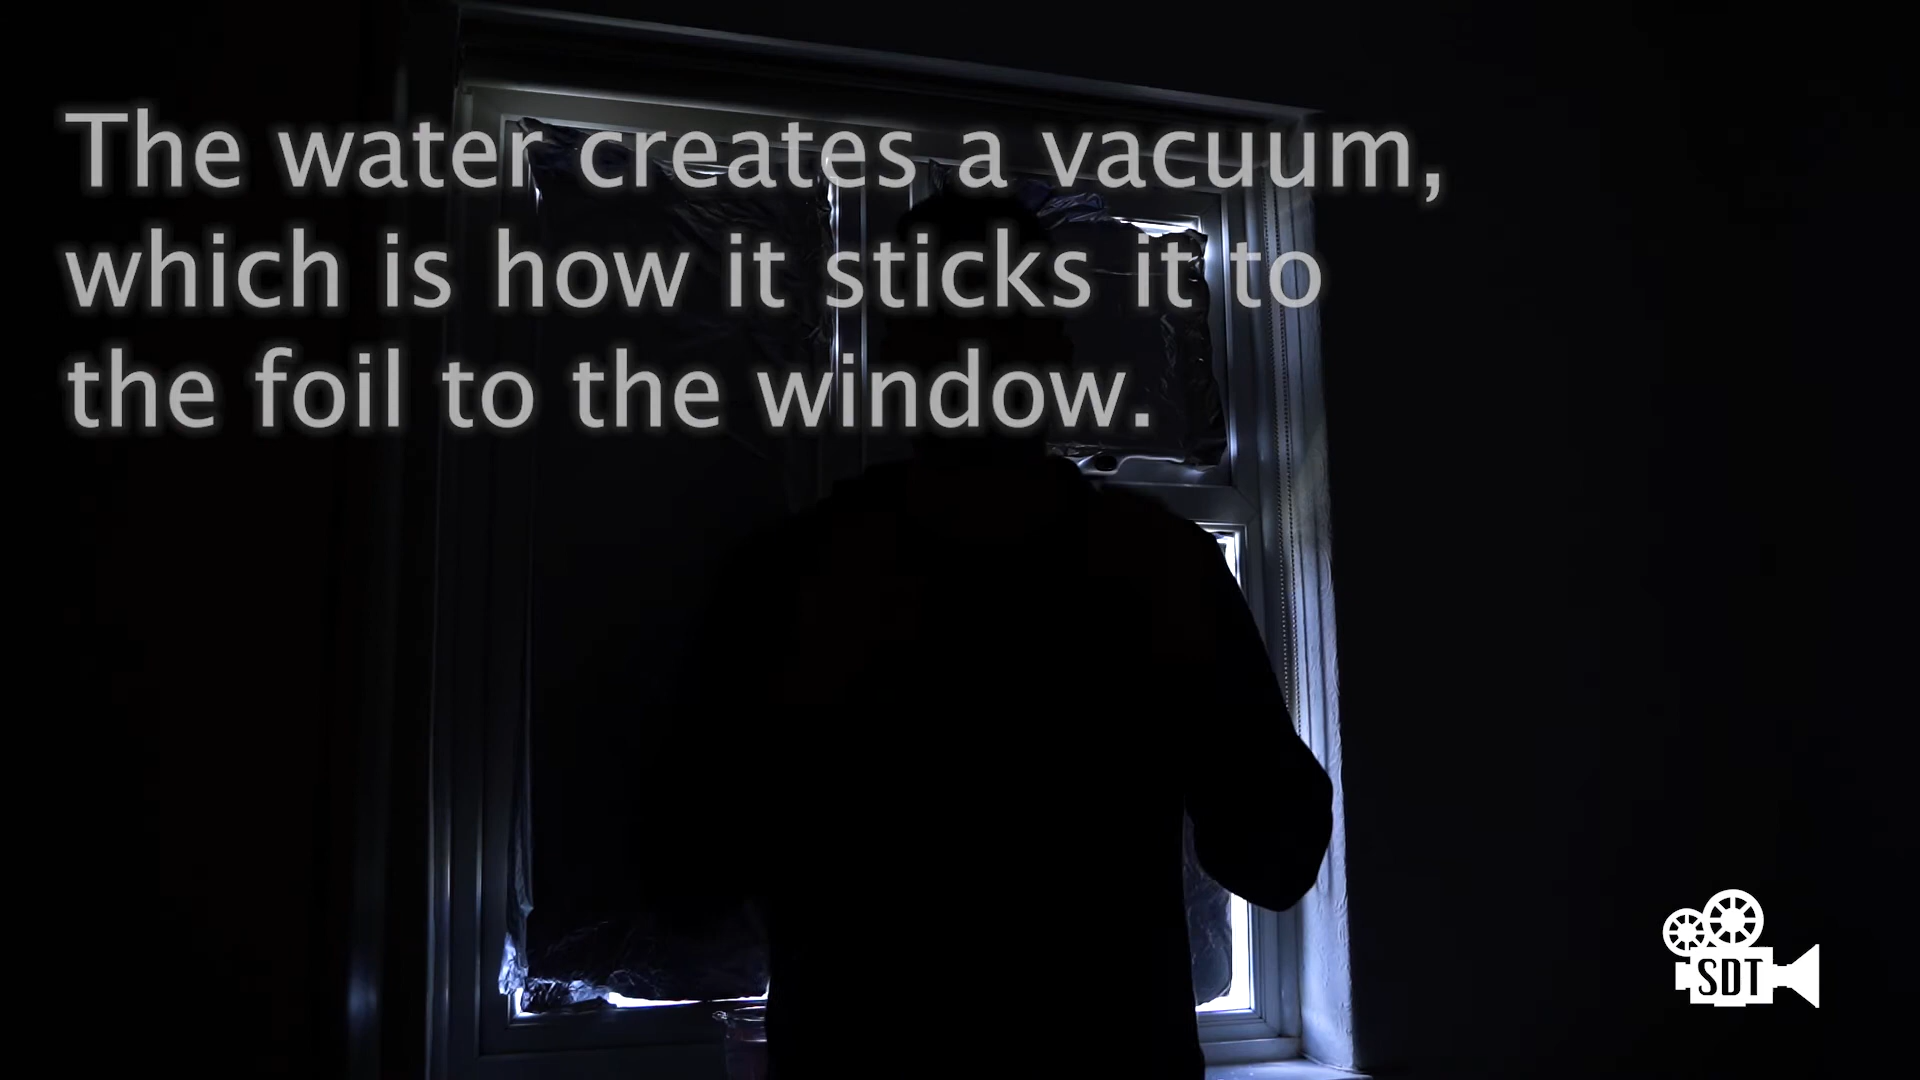 The water creates a vacuum,
which is how it sticks it to
the foil to the window.
SDT